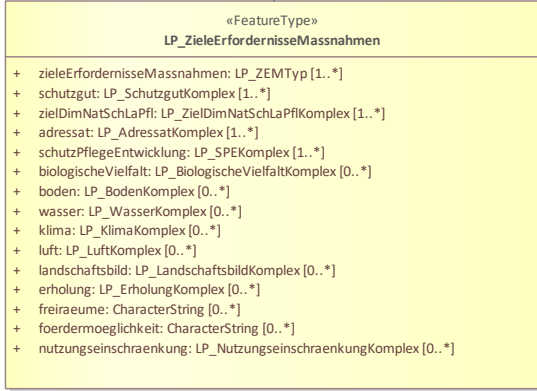 «FeatureType»
LP_ZieleErfordernisseMassnahmen
+ zieleErfordernisseMassnahmen: LP_ZEMTyp [1..*]
+ schutzgut: LP_SchutzgutKomplex [1..*]
+ zielDimNatSchLaPfl: LP_ZielDimNatSchLaPflKomplex [1..*]
+ adressat: LP_AdressatKomplex [1..*]
+ schutzPflegeEntwicklung: LP_SPEKomplex [1..*]
+ biologischeVielfalt: LP_BiologischeVielfaltKomplex [0..*]
+ boden: LP_BodenKomplex [0..*]
+ wasser: LP_WasserKomplex [0..*]
+ klima: LP_KlimaKomplex [0..*]
+ luft: LP_LuftKomplex [0..*]
+ landschaftsbild: LP_LandschaftsbildKomplex [0..*]
+ erholung: LP_ErholungKomplex [0..*]
+ freiraeume: CharacterString [0..*]
+ foerdermoeglichkeit: CharacterString [0..*]
+ nutzungseinschraenkung: LP_NutzungseinschraenkungKomplex [0..*]